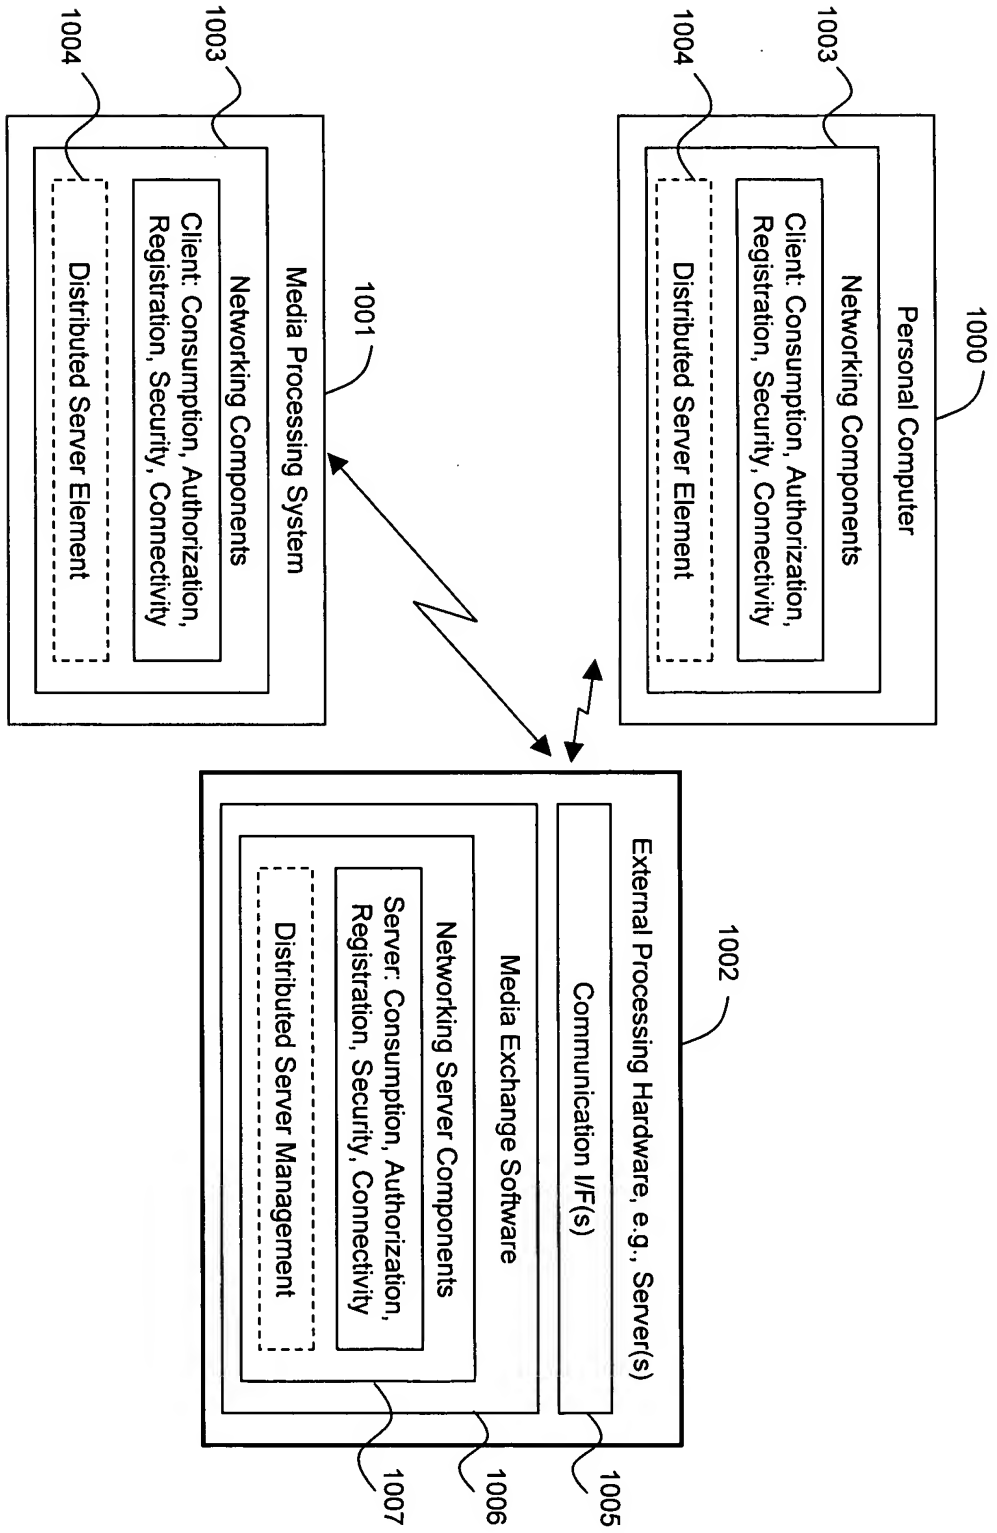 1000
Personal Computer
1003
Networking Components
Client: Consumption, Authorization,
Registration, Security, Connectivity
1004
Distributed Server Element
1001
Media Processing System
1003
Networking Components
Client: Consumption, Authorization,
Registration, Security, Connectivity
1004
Distributed Server Element
1002
External Processing Hardware, e.g., Server(s)
Communication I/F(s)
1005
Media Exchange Software
1006
Networking Server Components
1007
Server: Consumption, Authorization,
Registration, Security, Connectivity
Distributed Server Management